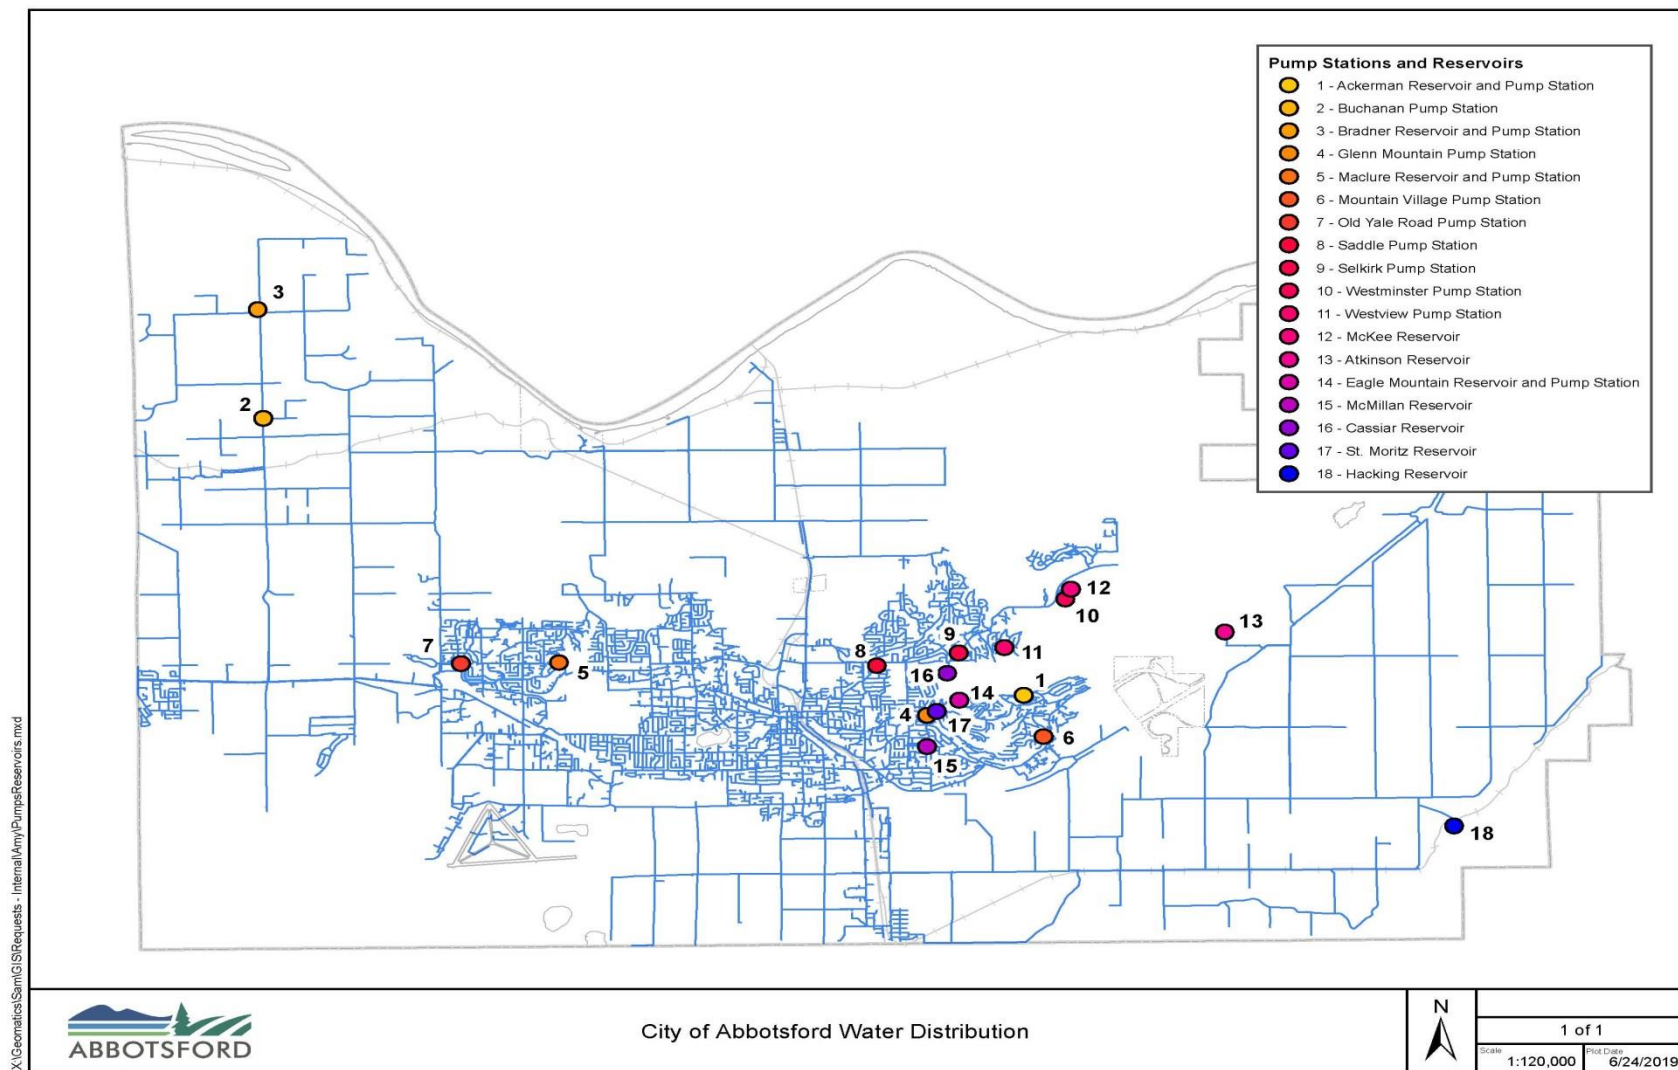 Pump Stations and Reservoirs
1 - Ackerman Reservoir and Pump Station
2 - Buchanan Pump Station
3 - Bradner Reservoir and Pump Station
4 - Glenn Mountain Pump Station
5 - Maclure Reservoir and Pump Station
6 - Mountain Village Pump Station
7 - Old Yale Road Pump Station
8 - Saddle Pump Station
9 - Selkirk Pump Station
10 - Westminster Pump Station
11 - Westview Pump Station
12 - McKee Reservoir
13 - Atkinson Reservoir
14 - Eagle Mountain Reservoir and Pump Station
15 - McMillan Reservoir
16 - Cassiar Reservoir
17 - St. Moritz Reservoir
18 - Hacking Reservoir
3
2
12
10
13
7
5
8
9
11
16
1
14
4
17
6
15
18
X:\Geomatics\Sam\GIS\Requests - Internal\Amy\PumpsReservoirs.mxd
ABBOTSFORD
City of Abbotsford Water Distribution
N
1 of 1
Scale
1:120,000
Plot Date
6/24/2019